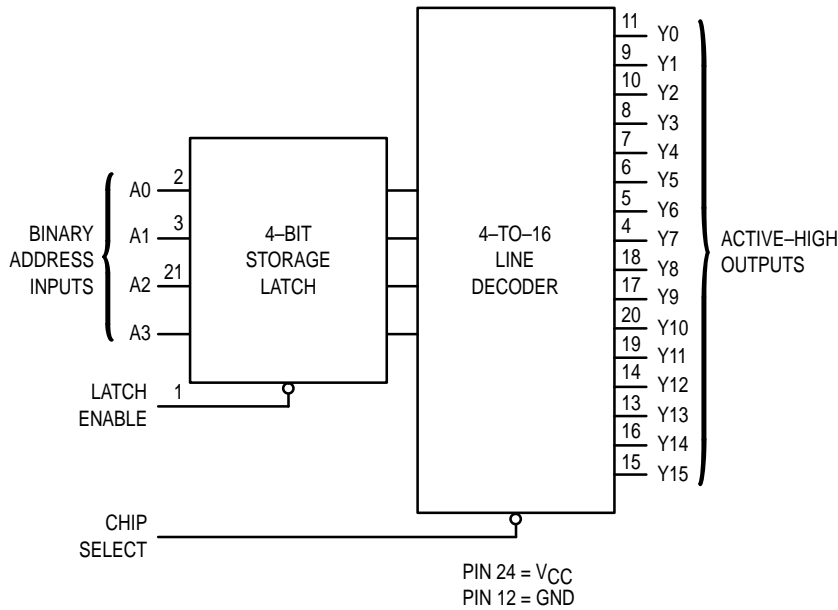 11 Y0
9 Y1
10 Y2
8 Y3
7 Y4
6 Y5
5 Y6
4 Y7
18 Y8
17 Y9
20 Y10
19 Y11
14 Y12
13 Y13
16 Y14
15 Y15
ACTIVE–HIGH
OUTPUTS
BINARY
ADDRESS
INPUTS
A0 2
A1 3
A2 21
A3
4–BIT
STORAGE
LATCH
4–TO–16
LINE
DECODER
LATCH
ENABLE
1
CHIP
SELECT
PIN 24 = VCC
PIN 12 = GND